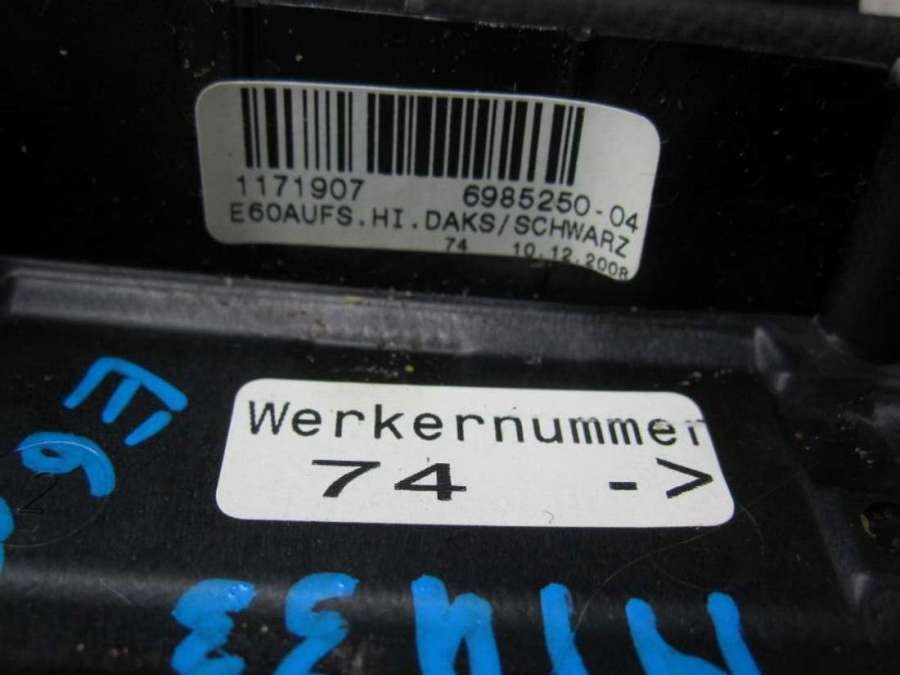 1171907 6985250-04
E60AUFS.HI.DAKS/SCHWARZ
74 10.12.2008
Werkernummer
74 ->